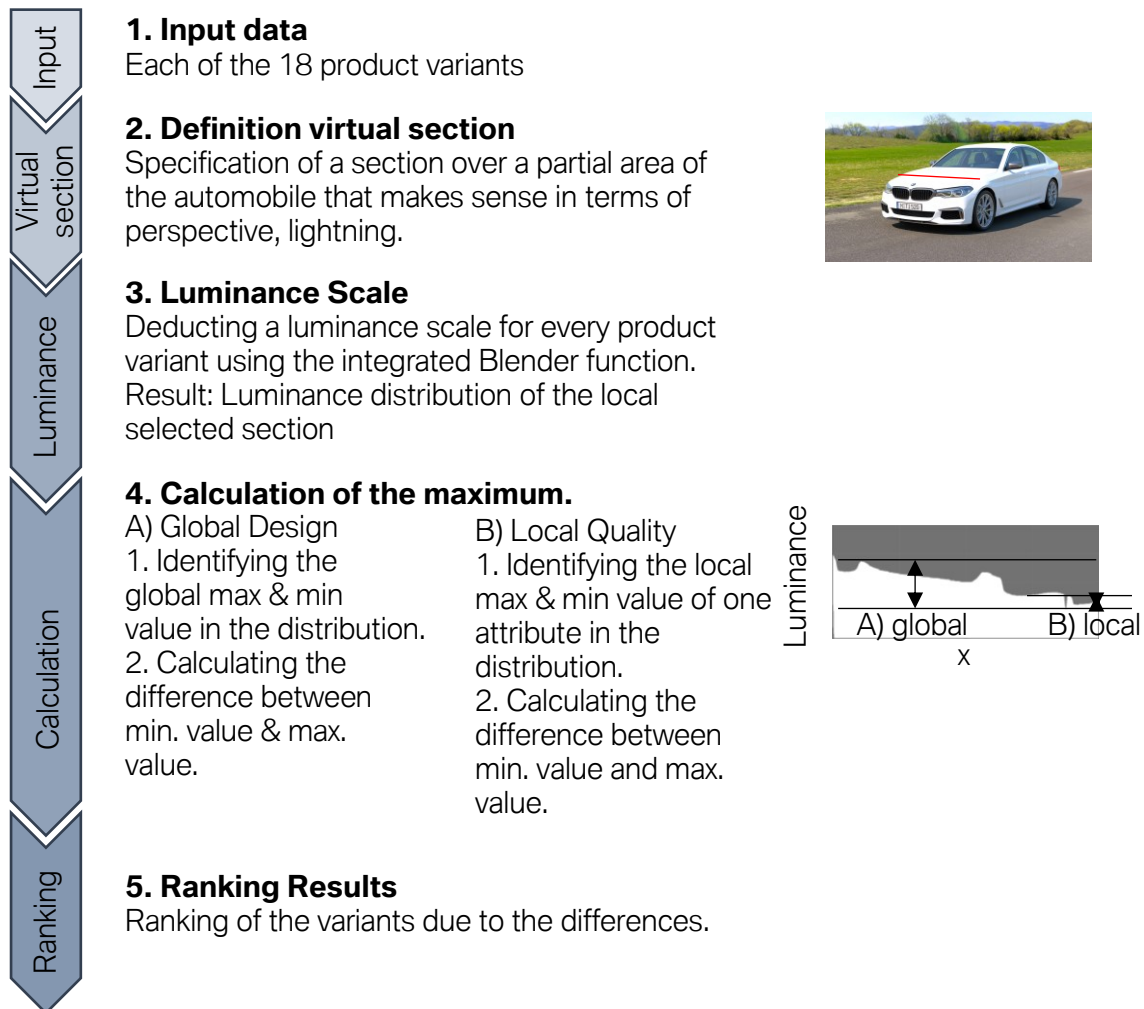 Input
1. Input data
Each of the 18 product variants
Virtual
section
2. Definition virtual section
Specification of a section over a partial area of
the automobile that makes sense in terms of
perspective, lightning.
Luminance
3. Luminance Scale
Deducting a luminance scale for every product
variant using the integrated Blender function.
Result: Luminance distribution of the local
selected section
Calculation
4. Calculation of the maximum.
A) Global Design
1. Identifying the
global max & min
value in the distribution.
2. Calculating the
difference between
min. value & max.
value.
B) Local Quality
1. Identifying the local
max & min value of one
attribute in the
distribution.
2. Calculating the
difference between
min. value and max.
value.
Luminance
A) global
B) local
x
Ranking
5. Ranking Results
Ranking of the variants due to the differences.